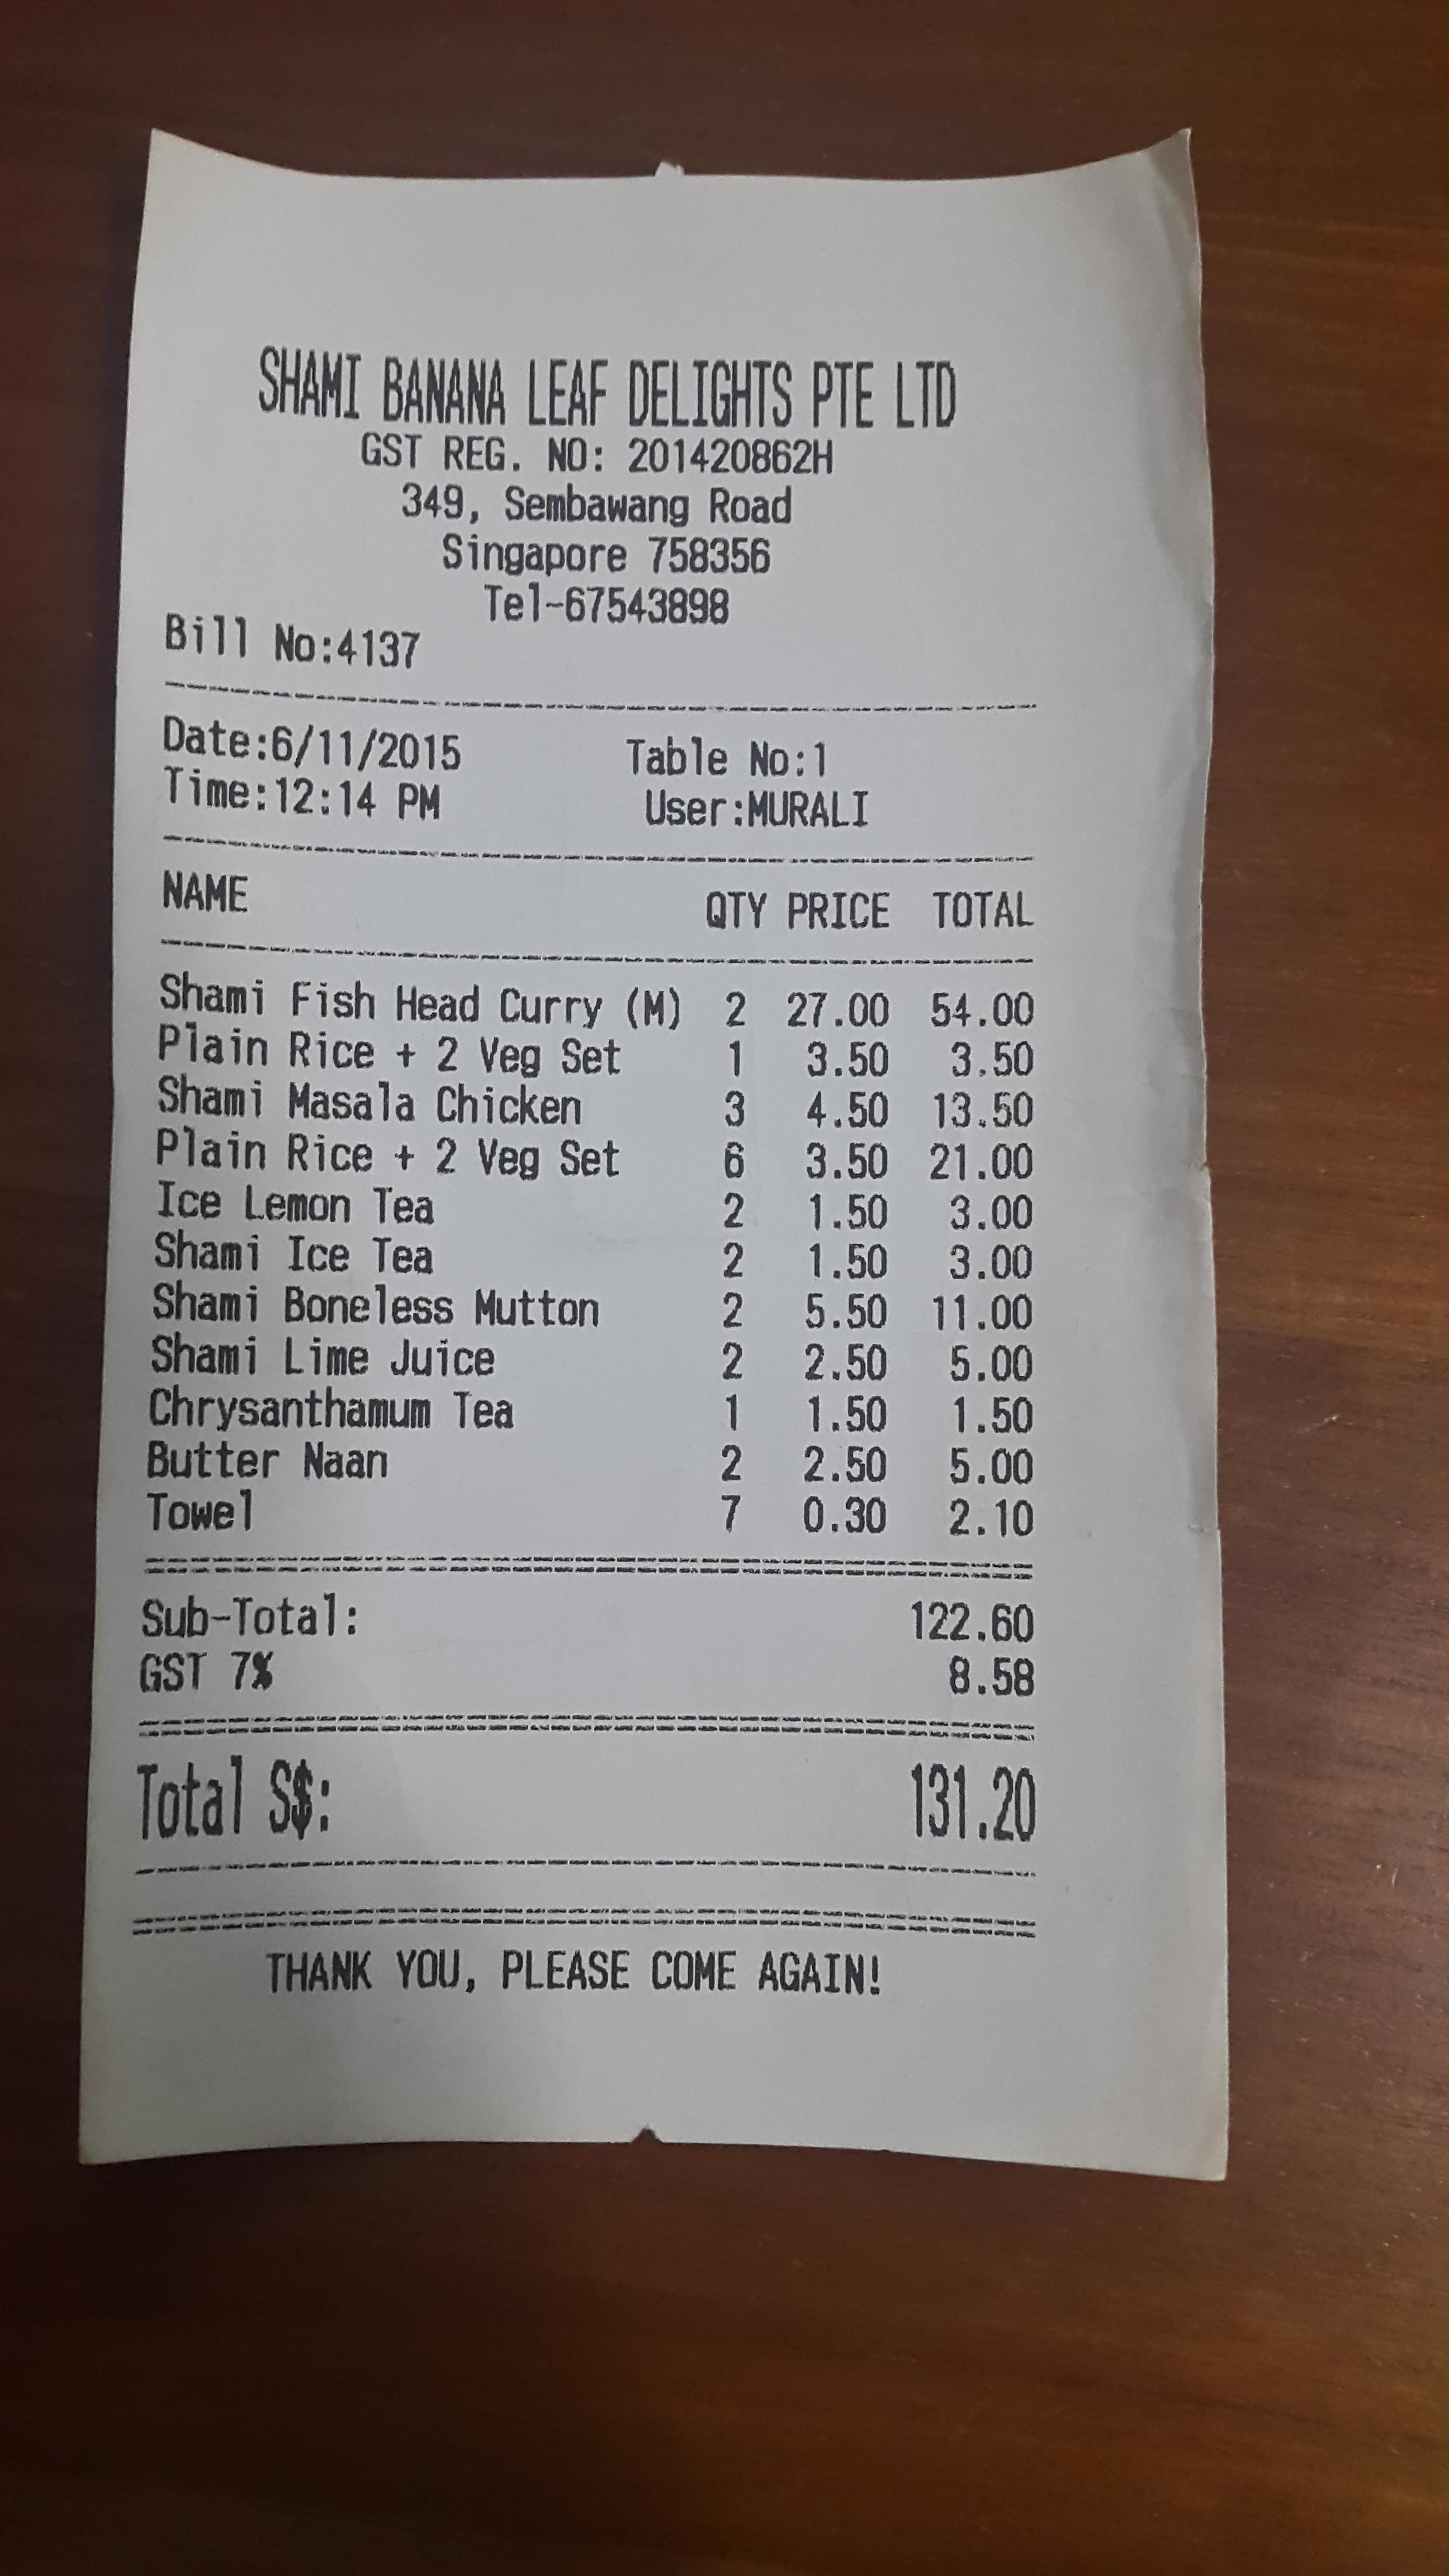 SHAMI BANANA LEAF DELIGHTS PTE LTD
GST REG. NO: 201420862H
349, Sembawang Road
Singapore 758356
Tel-67543898
Bill No:4137
Date:6/11/2015 Table No:1
Time:12:14 PM User:MURALI
NAME QTY PRICE TOTAL
Shami Fish Head Curry (M) 2 27.00 54.00
Plain Rice + 2 Veg Set 1 3.50 3.50
Shami Masala Chicken 3 4.50 13.50
Plain Rice + 2 Veg Set 6 3.50 21.00
Ice Lemon Tea 2 1.50 3.00
Shami Ice Tea 2 1.50 3.00
Shami Boneless Mutton 2 5.50 11.00
Shami Lime Juice 2 2.50 5.00
Chrysanthamum Tea 1 1.50 1.50
Butter Naan 2 2.50 5.00
Towel 7 0.30 2.10
Sub-Total: 122.60
GST 7% 8.58
Total S$: 131.20
THANK YOU, PLEASE COME AGAIN!